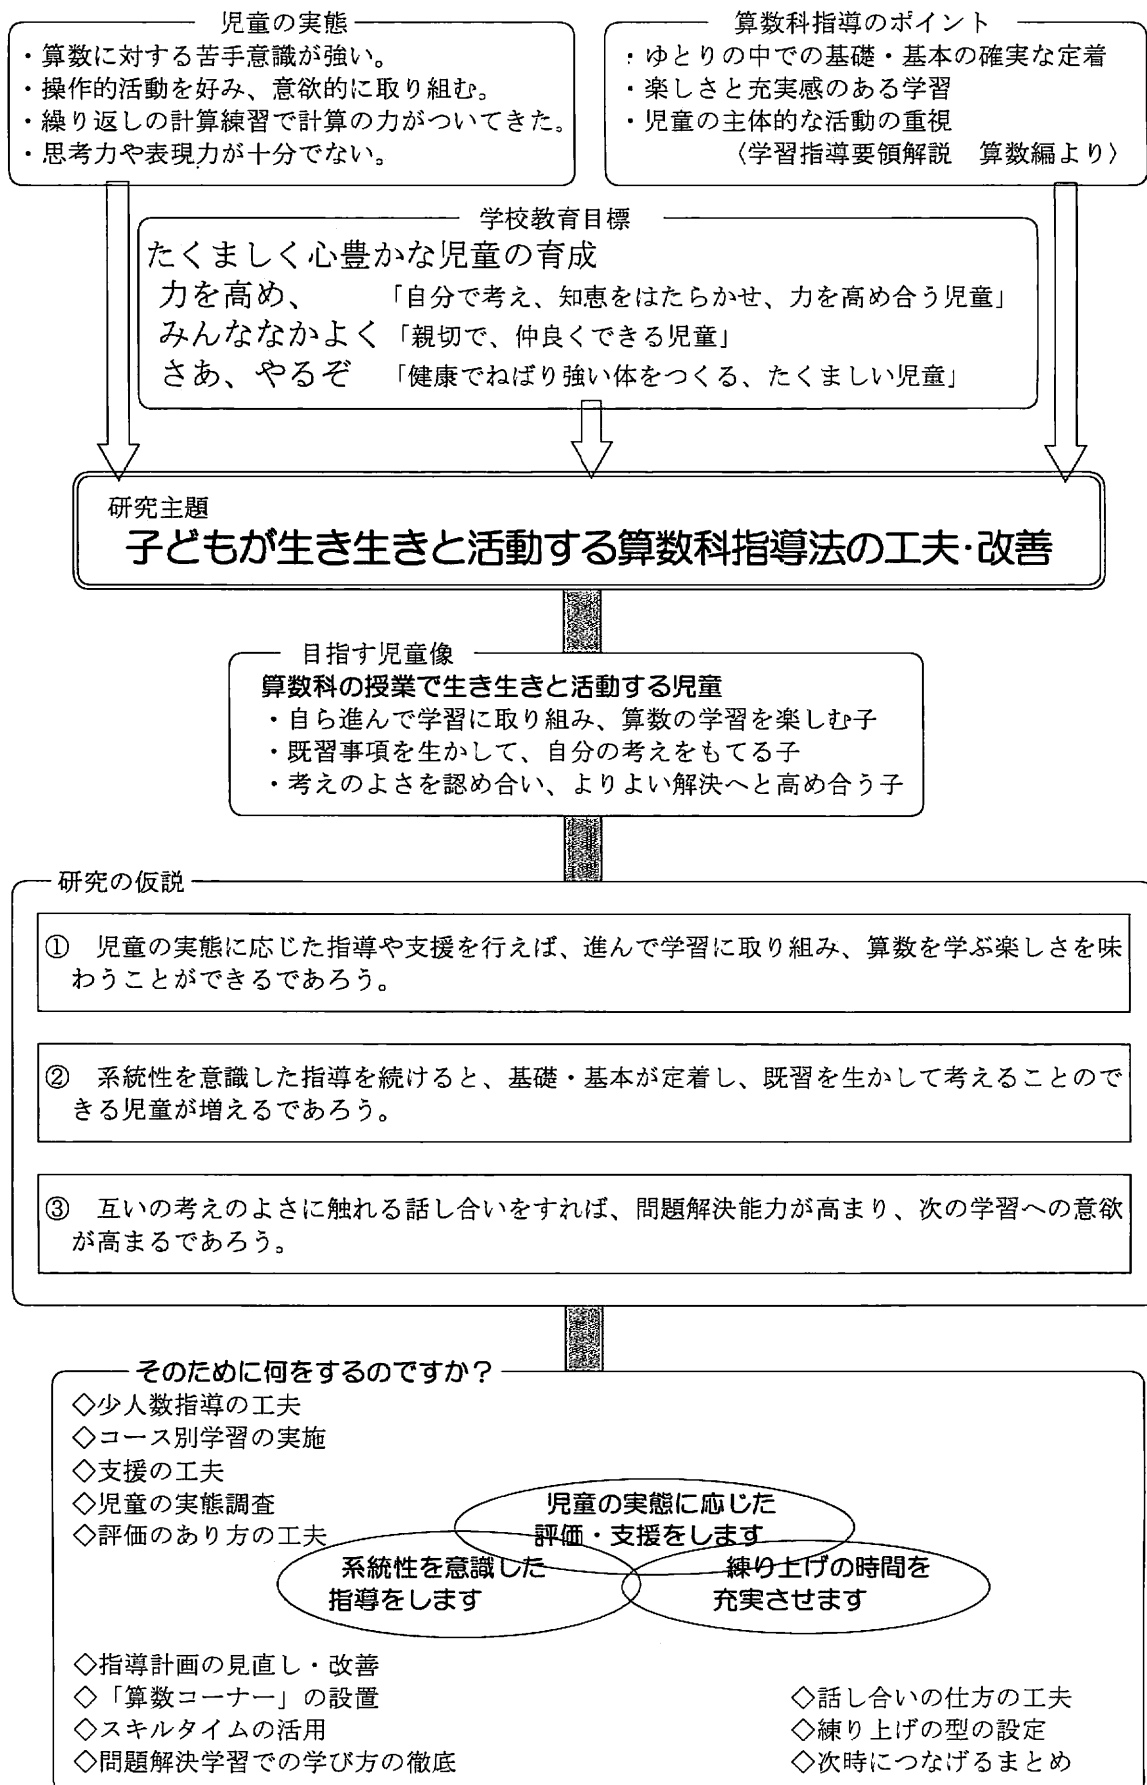 児童の実態
・算数に対する苦手意識が強い。
・操作的活動を好み、意欲的に取り組む。
・繰り返しの計算練習で計算の力がついてきた。
・思考力や表現力が十分でない。
算数科指導のポイント
・ゆとりの中での基礎・基本の確実な定着
・楽しさと充実感のある学習
・児童の主体的な活動の重視
〈学習指導要領解説 算数編より〉
学校教育目標
たくましく心豊かな児童の育成
力を高め、 「自分で考え、知恵をはたらかせ、力を高め合う児童」
みんななかよく「親切で、仲良くできる児童」
さあ、やるぞ 「健康でねばり強い体をつくる、たくましい児童」
研究主題
子どもが生き生きと活動する算数科指導法の工夫・改善
目指す児童像
算数科の授業で生き生きと活動する児童
・自ら進んで学習に取り組み、算数の学習を楽しむ子
・既習事項を生かして、自分の考えをもてる子
・考えのよさを認め合い、よりよい解決へと高め合う子
研究の仮説
① 児童の実態に応じた指導や支援を行えば、進んで学習に取り組み、算数を学ぶ楽しさを味
わうことができるであろう。
② 系統性を意識した指導を続けると、基礎・基本が定着し、既習を生かして考えることので
きる児童が増えるであろう。
③ 互いの考えのよさに触れる話し合いをすれば、問題解決能力が高まり、次の学習への意欲
が高まるであろう。
そのために何をするのですか？
◇少人数指導の工夫
◇コース別学習の実施
◇支援の工夫
◇児童の実態調査
◇評価のあり方の工夫
児童の実態に応じた
評価・支援をします
系統性を意識した
指導をします
練り上げの時間を
充実させます
◇指導計画の見直し・改善
◇「算数コーナー」の設置
◇スキルタイムの活用
◇問題解決学習での学び方の徹底
◇話し合いの仕方の工夫
◇練り上げの型の設定
◇次時につなげるまとめ